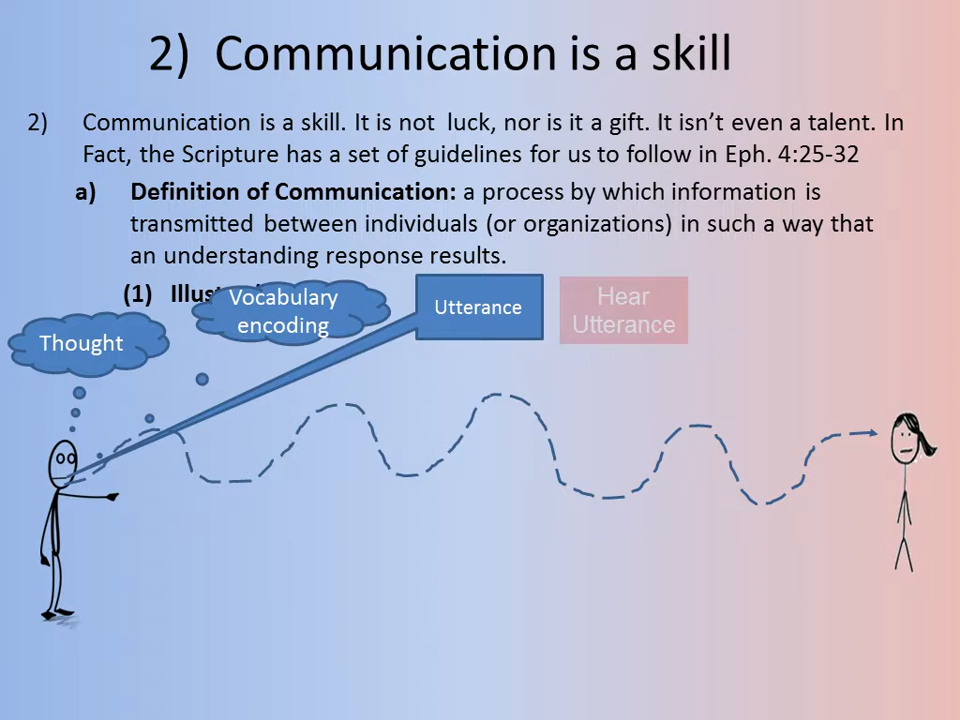 2) Communication is a skill
2) Communication is a skill. It is not luck, nor is it a gift. It isn't even a talent. In
Fact, the Scripture has a set of guidelines for us to follow in Eph. 4:25-32
a) Definition of Communication: a process by which information is
transmitted between individuals (or organizations) in such a way that
an understanding response results.
(1)
Vocabulary
encoding
Utterance
Hear
Utterance
Thought